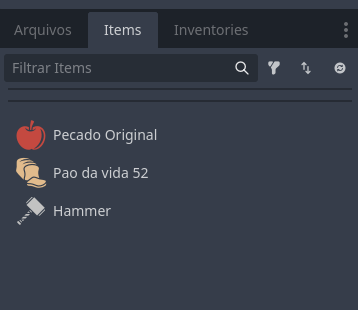 Arquivos Items Inventories
Filtrar Items
Pecado Original
Pao da vida 52
Hammer